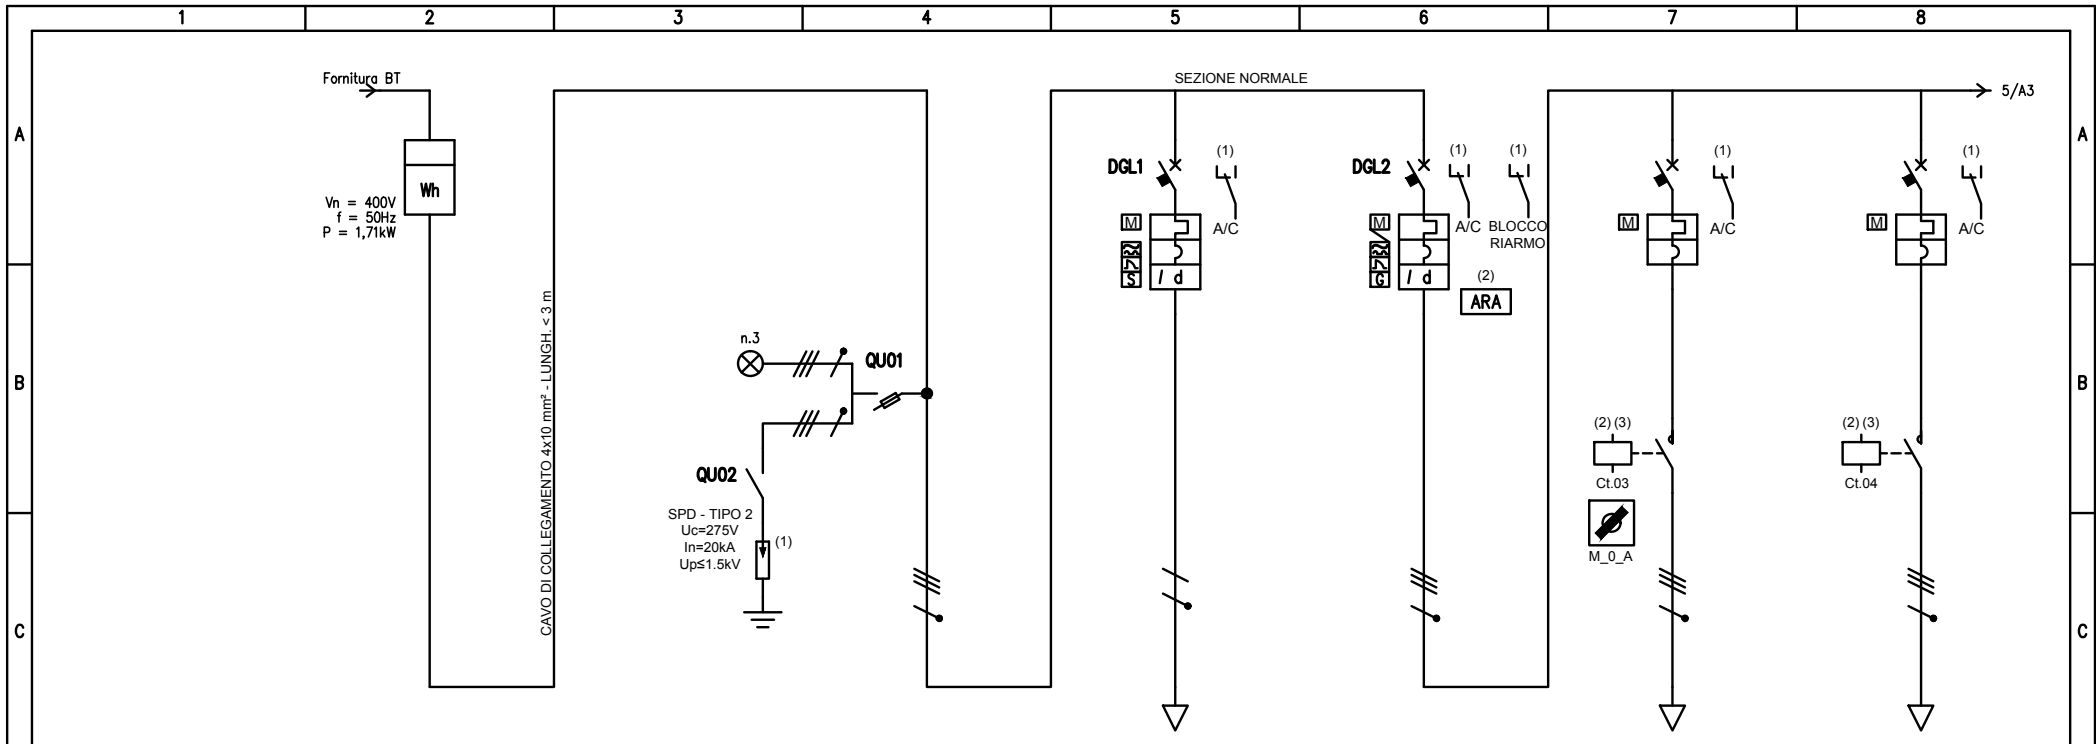 1 2 3 4 5 6 7 8
Fornitura BT
SEZIONE NORMALE
5/A3
A A
Wh
Vn = 400V
f = 50Hz
P = 1,71kW
DGL1
(1)
M
A/C
S
I d
DGL2
(1) (1)
M
A/C
BLOCCO
RIARMO
G
I d
(2)
ARA
(1)
M
A/C
(1)
M
A/C
CAVO DI COLLEGAMENTO 4x10 mm² - LUNGH. < 3 m
B B
n.3
QU01
QU02
SPD - TIPO 2
Uc=275V
In=20kA
Up≤1.5kV
(1)
(2) (3)
Ct.03
M_0_A
(2) (3)
Ct.04
C C